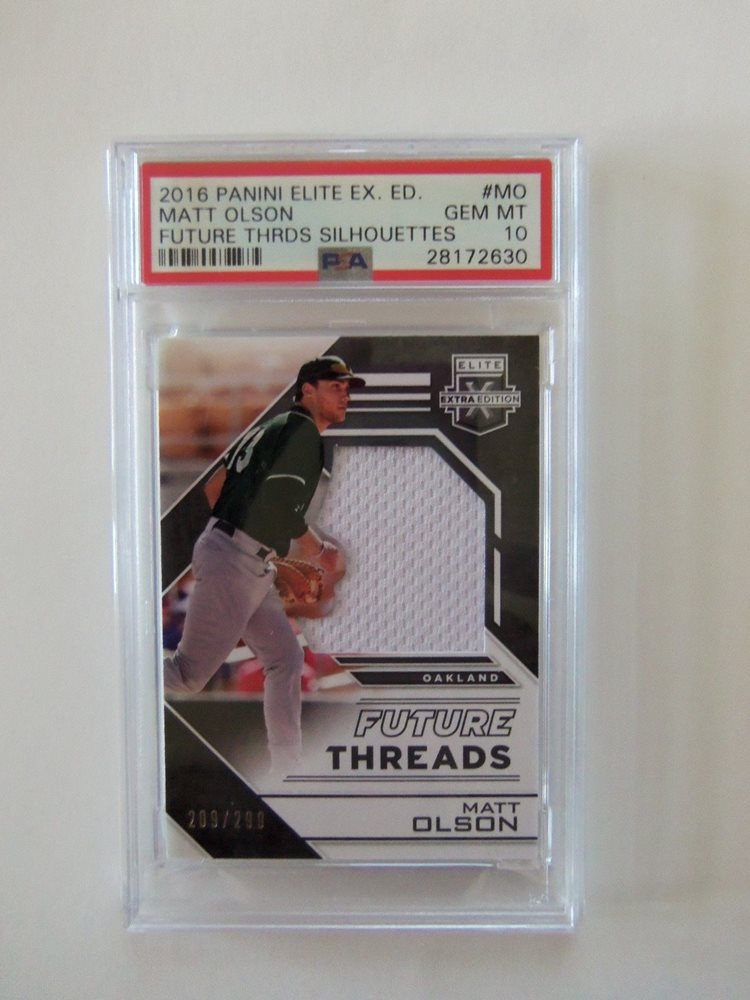 2016 PANINI ELITE EX. ED. #MO
MATT OLSON GEM MT
FUTURE THRDS SILHOUETTES 10
PSA 28172630
ELITE
X
EXTRA EDITION
13
OAKLAND
FUTURE
THREADS
MATT
OLSON
209/299